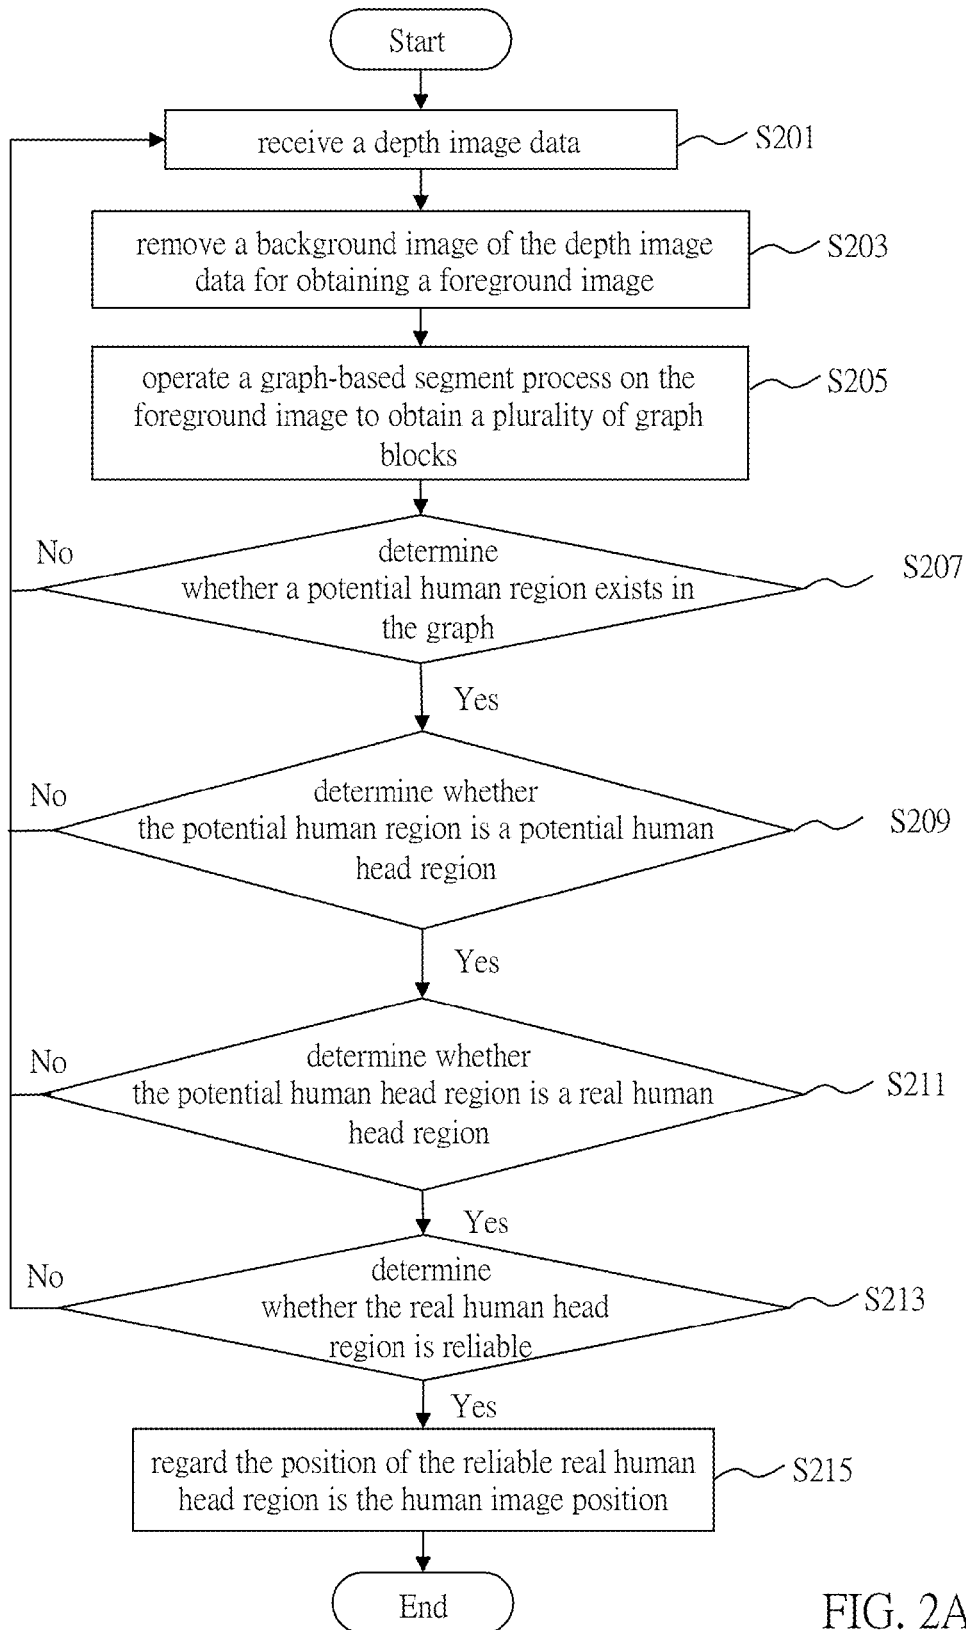 Start
receive a depth image data
S201
remove a background image of the depth image
data for obtaining a foreground image
S203
operate a graph-based segment process on the
foreground image to obtain a plurality of graph
blocks
S205
No
determine
whether a potential human region exists in
the graph
S207
Yes
No
determine whether
the potential human region is a potential human
head region
S209
Yes
No
determine whether
the potential human head region is a real human
head region
S211
Yes
No
determine
whether the real human head
region is reliable
S213
Yes
regard the position of the reliable real human
head region is the human image position
S215
End
FIG. 2A